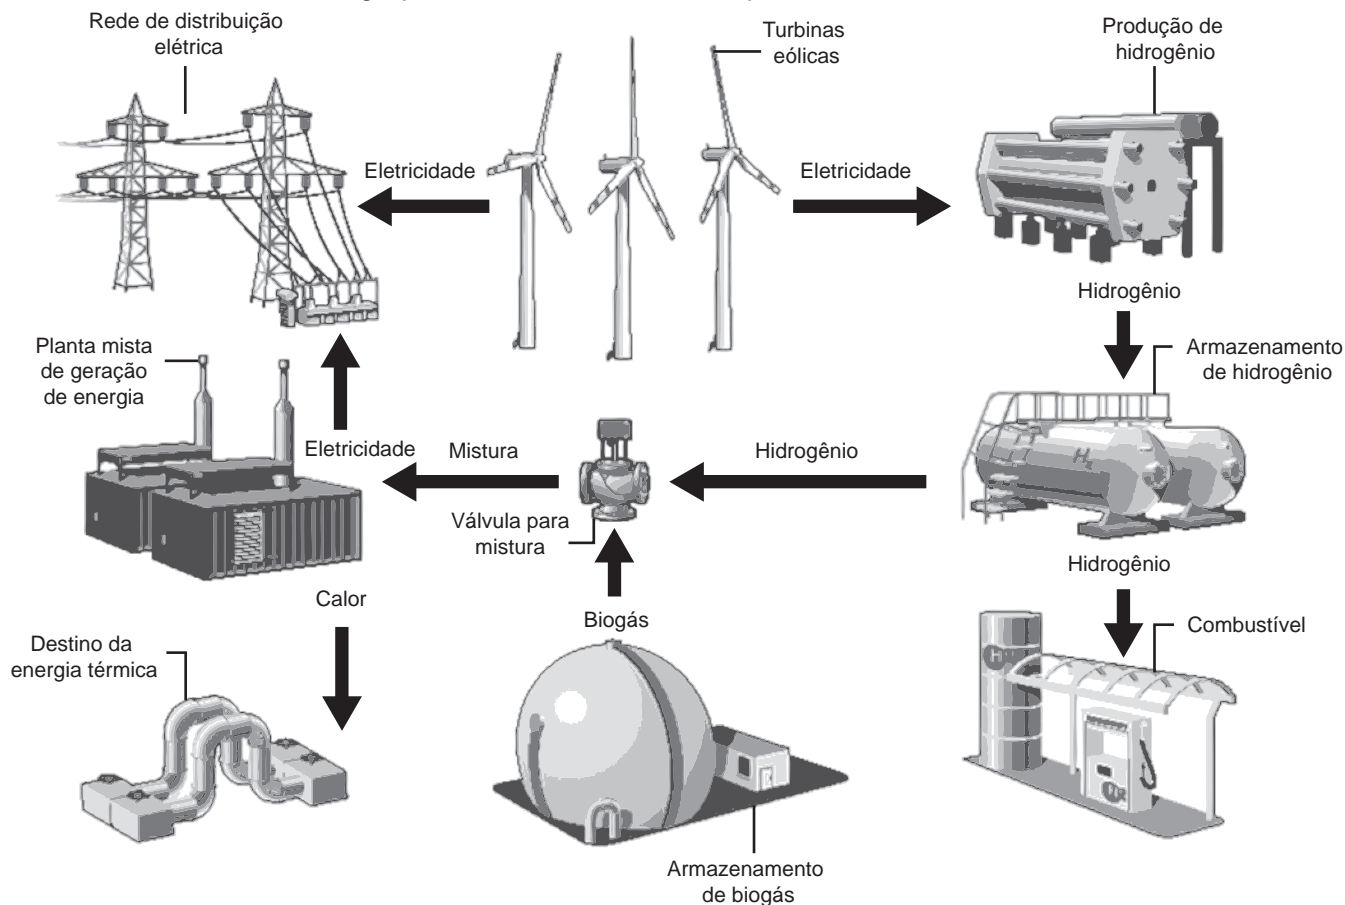 Rede de distribuição
elétrica
Turbinas
eólicas
Produção de
hidrogênio
Eletricidade
Eletricidade
Hidrogênio
Planta mista
de geração
de energia
Armazenamento
de hidrogênio
Eletricidade
Mistura
Hidrogênio
H₂
Válvula para
mistura
Hidrogênio
Calor
Biogás
Combustível
Destino da
energia térmica
Armazenamento
de biogás